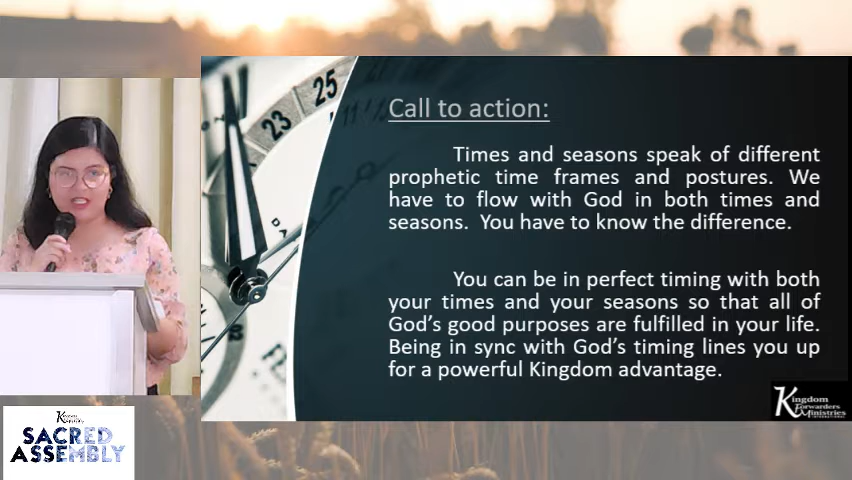 25
23
Call to action:
Times and seasons speak of different
prophetic time frames and postures. We
have to flow with God in both times and
seasons. You have to know the difference.
You can be in perfect timing with both
your times and your seasons so that all of
God's good purposes are fulfilled in your life.
Being in sync with God's timing lines you up
for a powerful Kingdom advantage.
Kingdom
Forwarders
Ministries
SACRED
ASSEMBLY